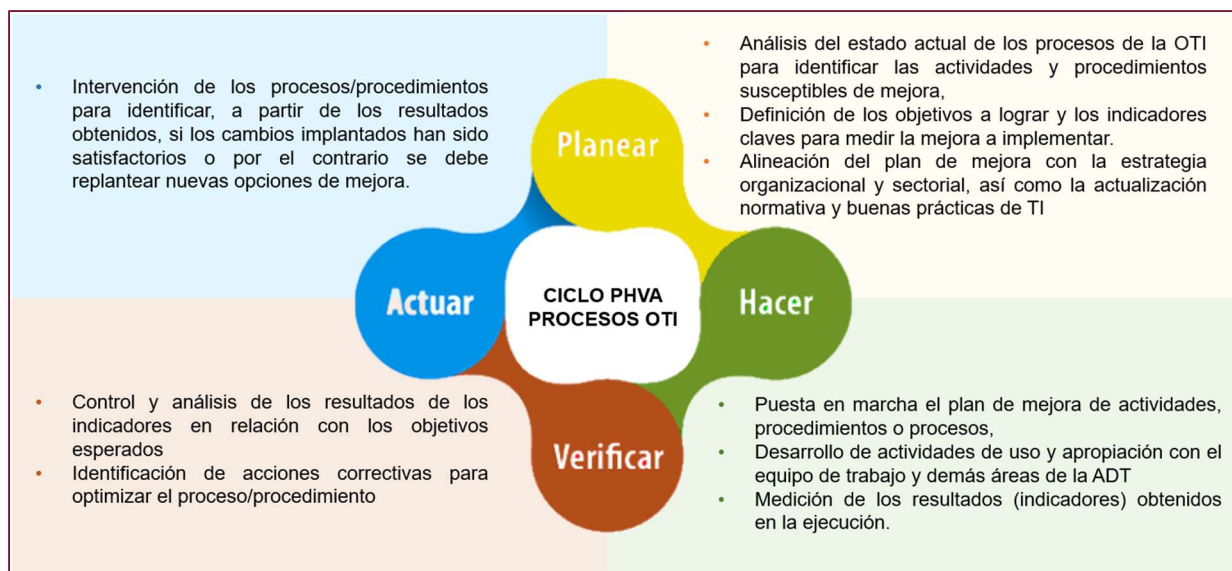 • Intervención de los procesos/procedimientos
para identificar, a partir de los resultados
obtenidos, si los cambios implantados han sido
satisfactorios o por el contrario se debe
replantear nuevas opciones de mejora.
Planear
• Análisis del estado actual de los procesos de la OTI
para identificar las actividades y procedimientos
susceptibles de mejora,
• Definición de los objetivos a lograr y los indicadores
claves para medir la mejora a implementar.
• Alineación del plan de mejora con la estrategia
organizacional y sectorial, así como la actualización
normativa y buenas prácticas de TI
Actuar
CICLO PHVA
PROCESOS OTI
Hacer
• Control y análisis de los resultados de los
indicadores en relación con los objetivos
esperados
• Identificación de acciones correctivas para
optimizar el proceso/procedimiento
Verificar
• Puesta en marcha el plan de mejora de actividades,
procedimientos o procesos,
• Desarrollo de actividades de uso y apropiación con el
equipo de trabajo y demás áreas de la ADT
• Medición de los resultados (indicadores) obtenidos
en la ejecución.